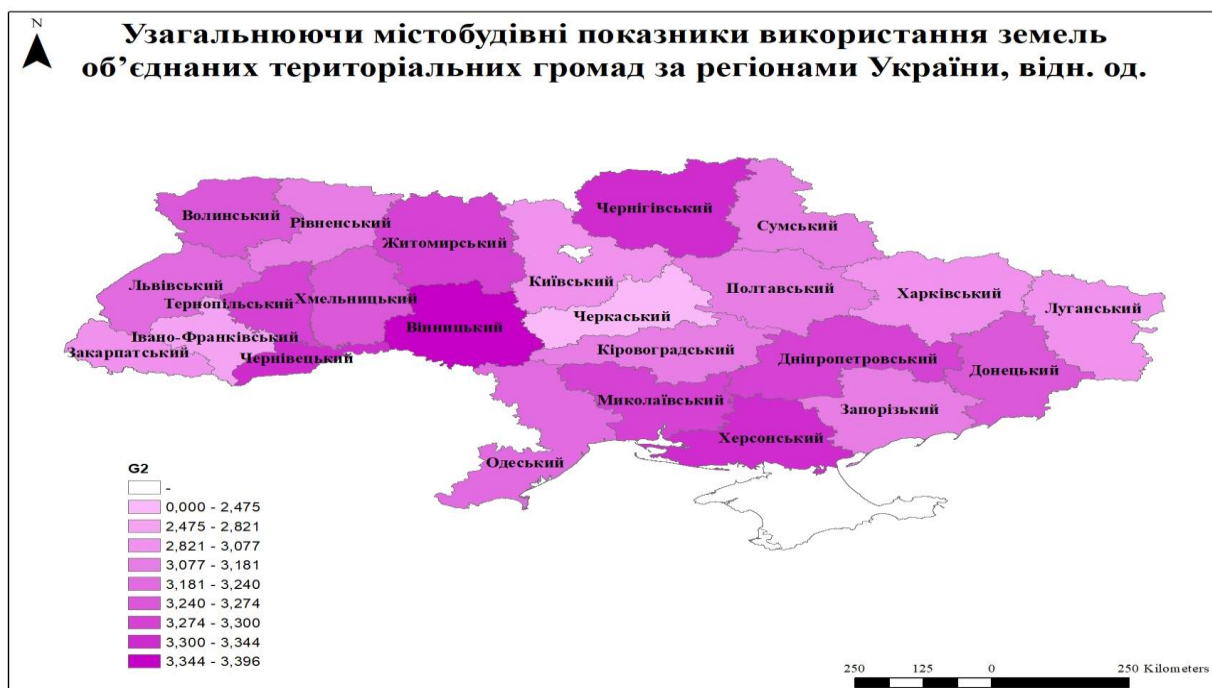 N
Узагальнюючи містобудівні показники використання земель
об’єднаних територіальних громад за регіонами України, відн. од.
Чернігівський
Волинський
Рівненський
Сумський
Житомирський
Київський
Львівський
Тернопільський
Хмельницький
Полтавський
Харківський
Луганський
Вінницький
Черкаський
Івано-Франківський
Закарпатський
Чернівецький
Кіровоградський
Дніпропетровський
Донецький
Миколаївський
Запорізький
Херсонський
Одеський
G2
-
0,000 - 2,475
2,475 - 2,821
2,821 - 3,077
3,077 - 3,181
3,181 - 3,240
3,240 - 3,274
3,274 - 3,300
3,300 - 3,344
3,344 - 3,396
250 125 0 250 Kilometers